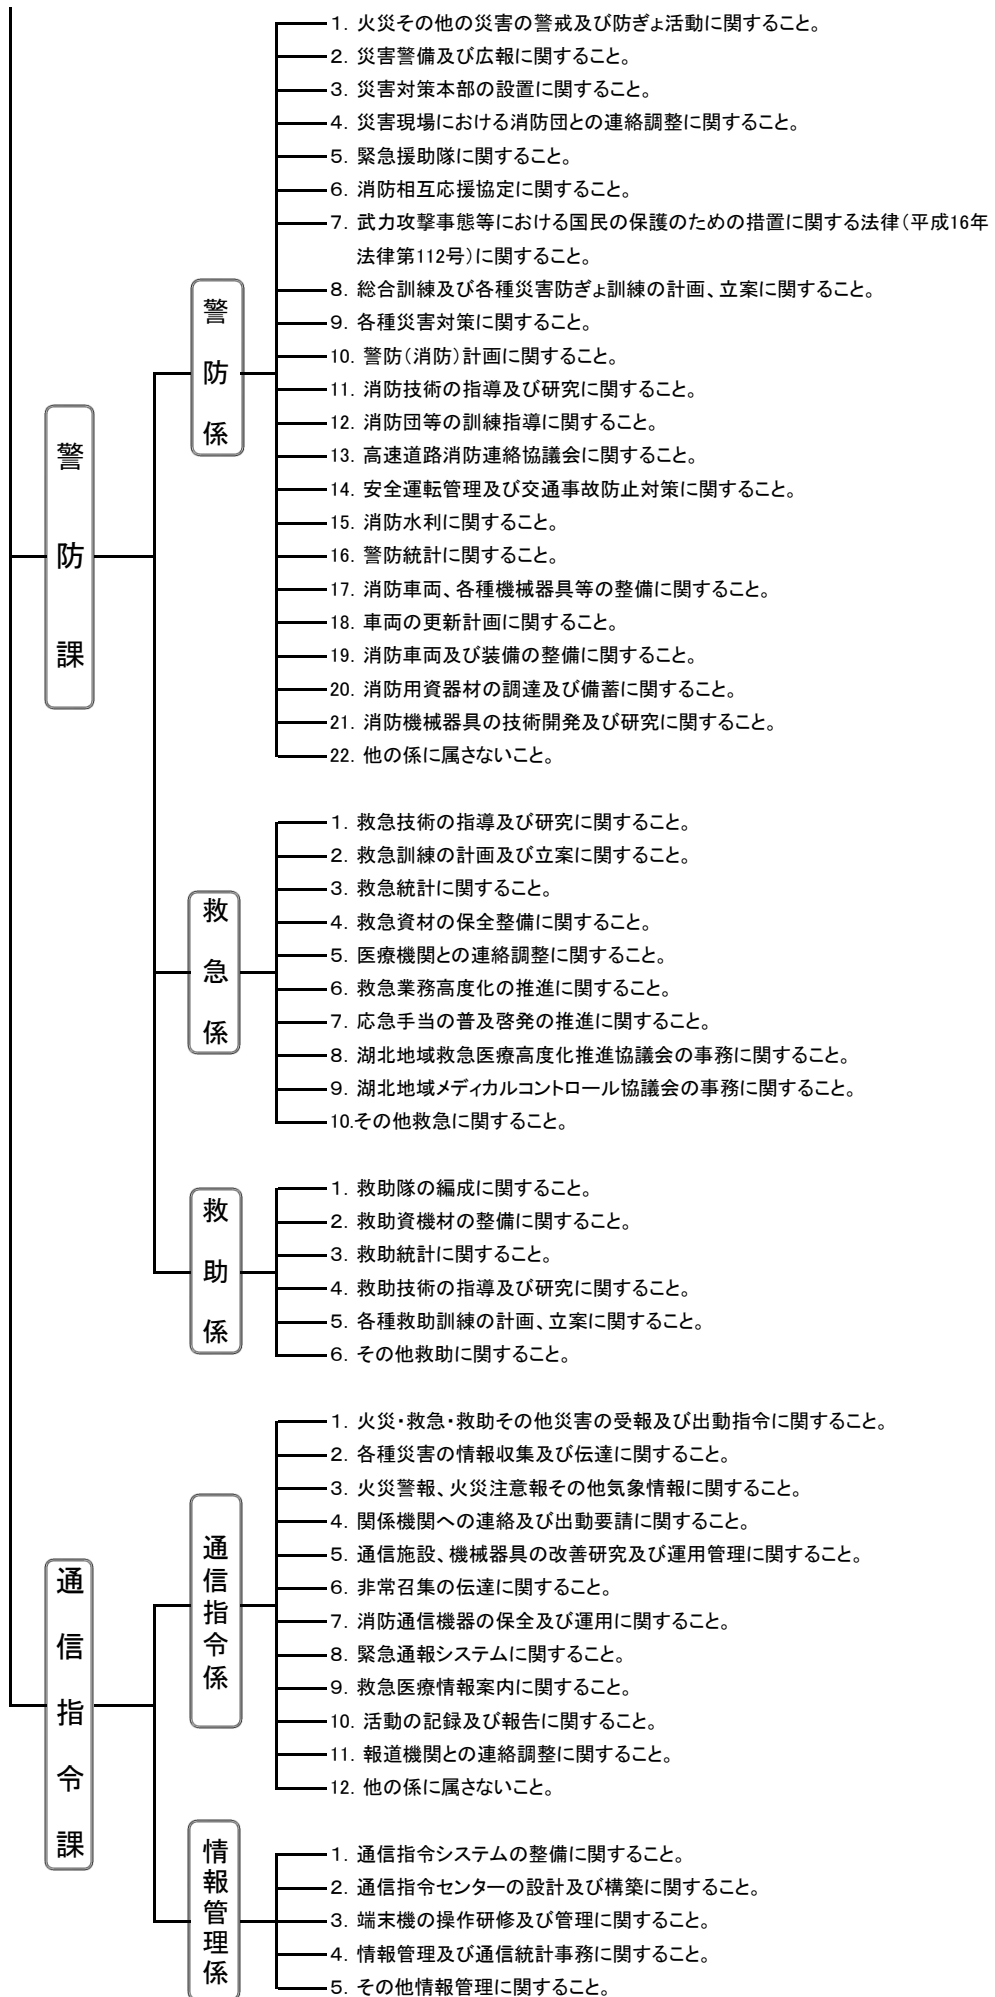 警防課
警防係
1. 火災その他の災害の警戒及び防ぎょ活動に関すること。
2. 災害警備及び広報に関すること。
3. 災害対策本部の設置に関すること。
4. 災害現場における消防団との連絡調整に関すること。
5. 緊急援助隊に関すること。
6. 消防相互応援協定に関すること。
7. 武力攻撃事態等における国民の保護のための措置に関する法律(平成16年
法律第112号)に関すること。
8. 総合訓練及び各種災害防ぎょ訓練の計画、立案に関すること。
9. 各種災害対策に関すること。
10. 警防(消防)計画に関すること。
11. 消防技術の指導及び研究に関すること。
12. 消防団等の訓練指導に関すること。
13. 高速道路消防連絡協議会に関すること。
14. 安全運転管理及び交通事故防止対策に関すること。
15. 消防水利に関すること。
16. 警防統計に関すること。
17. 消防車両、各種機械器具等の整備に関すること。
18. 車両の更新計画に関すること。
19. 消防車両及び装備の整備に関すること。
20. 消防用資器材の調達及び備蓄に関すること。
21. 消防機械器具の技術開発及び研究に関すること。
22. 他の係に属さないこと。
救急係
1. 救急技術の指導及び研究に関すること。
2. 救急訓練の計画及び立案に関すること。
3. 救急統計に関すること。
4. 救急資材の保全整備に関すること。
5. 医療機関との連絡調整に関すること。
6. 救急業務高度化の推進に関すること。
7. 応急手当の普及啓発の推進に関すること。
8. 湖北地域救急医療高度化推進協議会の事務に関すること。
9. 湖北地域メディカルコントロール協議会の事務に関すること。
10.その他救急に関すること。
救助係
1. 救助隊の編成に関すること。
2. 救助資機材の整備に関すること。
3. 救助統計に関すること。
4. 救助技術の指導及び研究に関すること。
5. 各種救助訓練の計画、立案に関すること。
6. その他救助に関すること。
通信指令課
通信指令係
1. 火災・救急・救助その他災害の受報及び出動指令に関すること。
2. 各種災害の情報収集及び伝達に関すること。
3. 火災警報、火災注意報その他気象情報に関すること。
4. 関係機関への連絡及び出動要請に関すること。
5. 通信施設、機械器具の改善研究及び運用管理に関すること。
6. 非常召集の伝達に関すること。
7. 消防通信機器の保全及び運用に関すること。
8. 緊急通報システムに関すること。
9. 救急医療情報案内に関すること。
10. 活動の記録及び報告に関すること。
11. 報道機関との連絡調整に関すること。
12. 他の係に属さないこと。
情報管理係
1. 通信指令システムの整備に関すること。
2. 通信指令センターの設計及び構築に関すること。
3. 端末機の操作研修及び管理に関すること。
4. 情報管理及び通信統計事務に関すること。
5. その他情報管理に関すること。